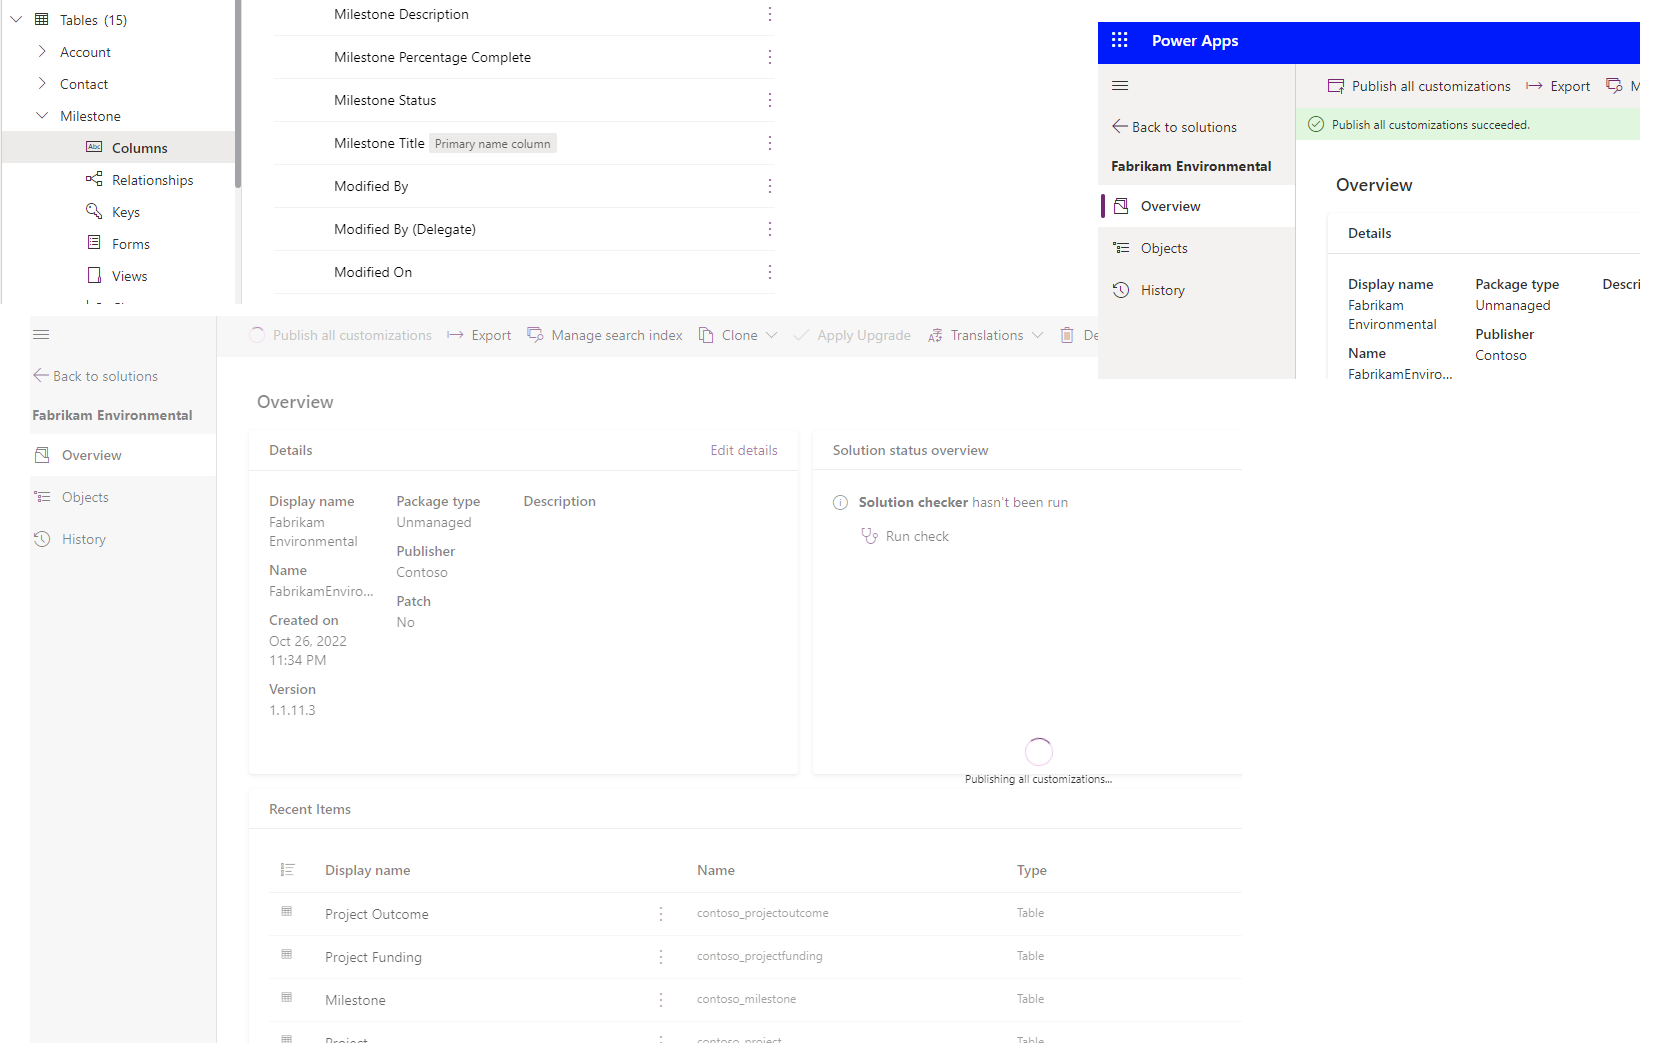 Tables (15)
Account
Contact
Milestone
Columns
Relationships
Keys
Forms
Views
Milestone Description
Milestone Percentage Complete
Milestone Status
Milestone Title Primary name column
Modified By
Modified By (Delegate)
Modified On
Power Apps
Publish all customizations Export M
Back to solutions
Publish all customizations succeeded.
Fabrikam Environmental
Overview
Objects
History
Overview
Details
Display name Package type Descri
Fabrikam Unmanaged
Environmental
Publisher
Name Contoso
FabrikamEnviro...
Publish all customizations Export Manage search index Clone Apply Upgrade Translations De
Back to solutions
Fabrikam Environmental
Overview
Objects
History
Overview
Details Edit details
Display name Package type Description
Fabrikam Unmanaged
Environmental
Publisher
Name Contoso
FabrikamEnviro...
Patch
Created on No
Oct 26, 2022
11:34 PM
Version
1.1.11.3
Solution status overview
Solution checker hasn't been run
Run check
Publishing all customizations...
Recent Items
Display name Name Type
Project Outcome contoso_projectoutcome Table
Project Funding contoso_projectfunding Table
Milestone contoso_milestone Table
Project contoso_project Table